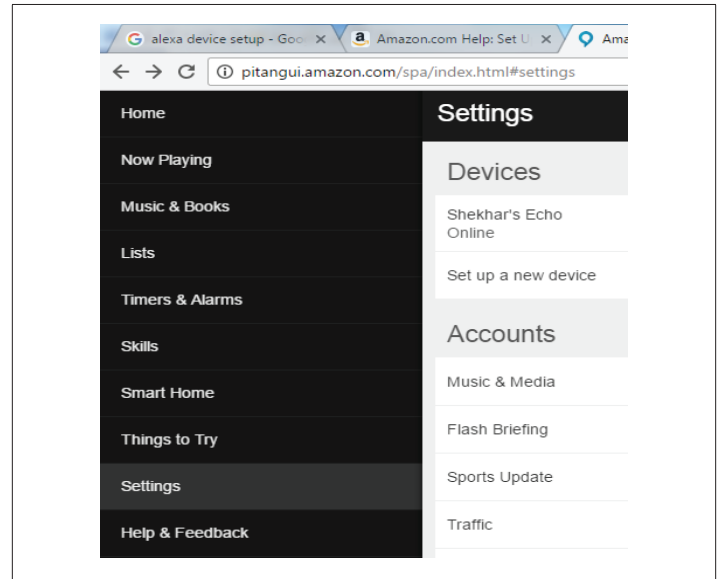 alexa device setup - Goo
Amazon.com Help: Set U
Ama
pitangui.amazon.com/spa/index.html#settings
Home
Now Playing
Music & Books
Lists
Timers & Alarms
Skills
Smart Home
Things to Try
Settings
Help & Feedback
Settings
Devices
Shekhar's Echo
Online
Set up a new device
Accounts
Music & Media
Flash Briefing
Sports Update
Traffic